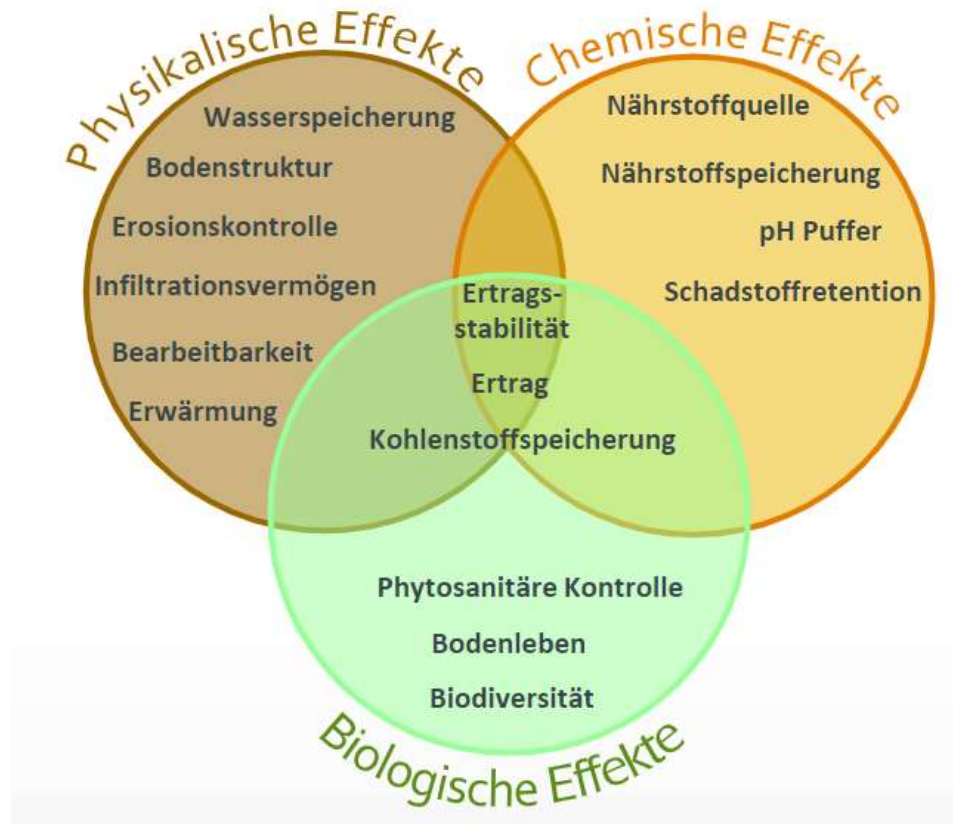 Physikalische Effekte
Wasserspeicherung
Bodenstruktur
Erosionskontrolle
Infiltrationsvermögen
Bearbeitbarkeit
Erwärmung
Chemische Effekte
Nährstoffquelle
Nährstoffspeicherung
pH Puffer
Schadstoffretention
Ertrags-
stabilität
Ertrag
Kohlenstoffspeicherung
Phytosanitäre Kontrolle
Bodenleben
Biodiversität
Biologische Effekte